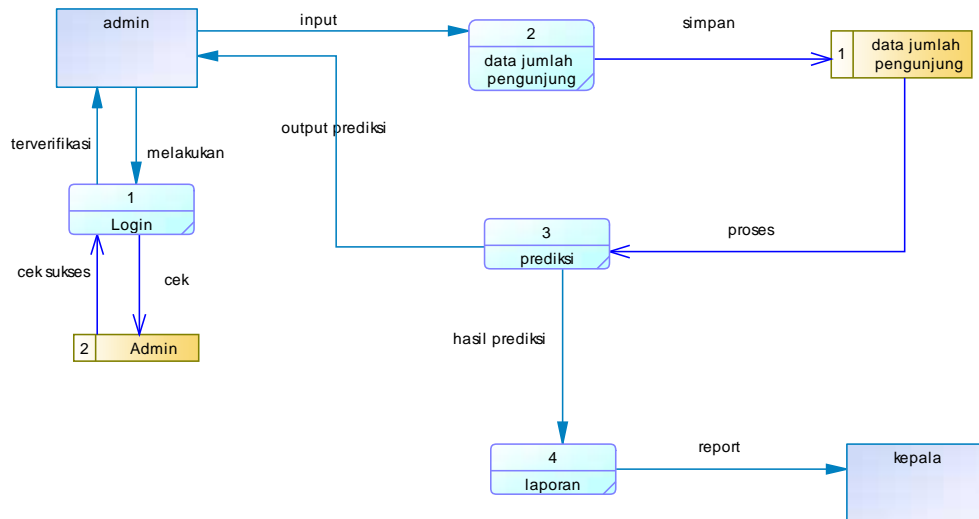 admin
input
2
data jumlah
pengunjung
simpan
1
data jumlah
pengunjung
output prediksi
terverifikasi
melakukan
1
Login
cek sukses
cek
2
Admin
3
prediksi
proses
hasil prediksi
4
laporan
report
kepala